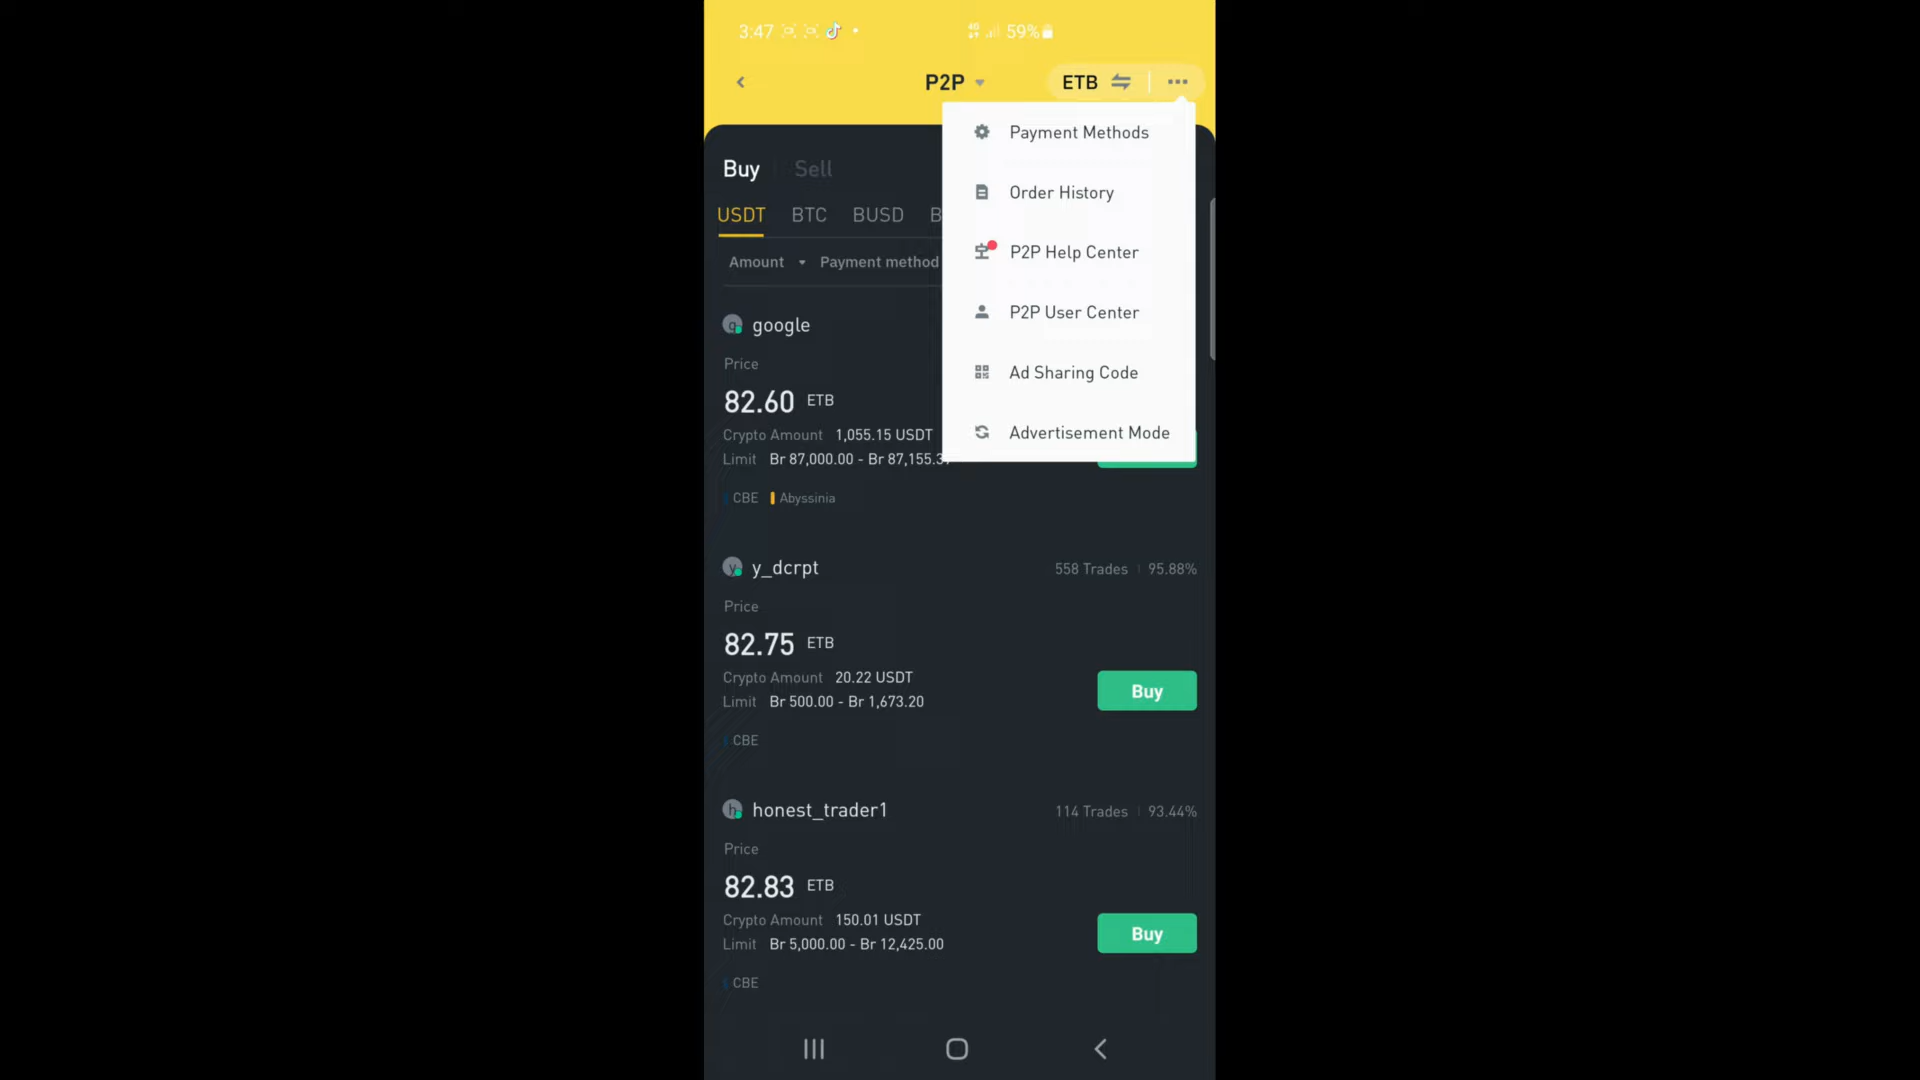 3:47 59%
P2P ETB
Payment Methods
Order History
P2P Help Center
P2P User Center
Ad Sharing Code
Advertisement Mode
Buy Sell
USDT BTC BUSD B
Amount Payment method
google
Price
82.60 ETB
Crypto Amount 1,055.15 USDT
Limit Br 87,000.00 - Br 87,155.3
CBE Abyssinia
y_dcrpt 558 Trades 95.88%
Price
82.75 ETB
Crypto Amount 20.22 USDT
Limit Br 500.00 - Br 1,673.20
Buy
CBE
honest_trader1 114 Trades 93.44%
Price
82.83 ETB
Crypto Amount 150.01 USDT
Limit Br 5,000.00 - Br 12,425.00
Buy
CBE